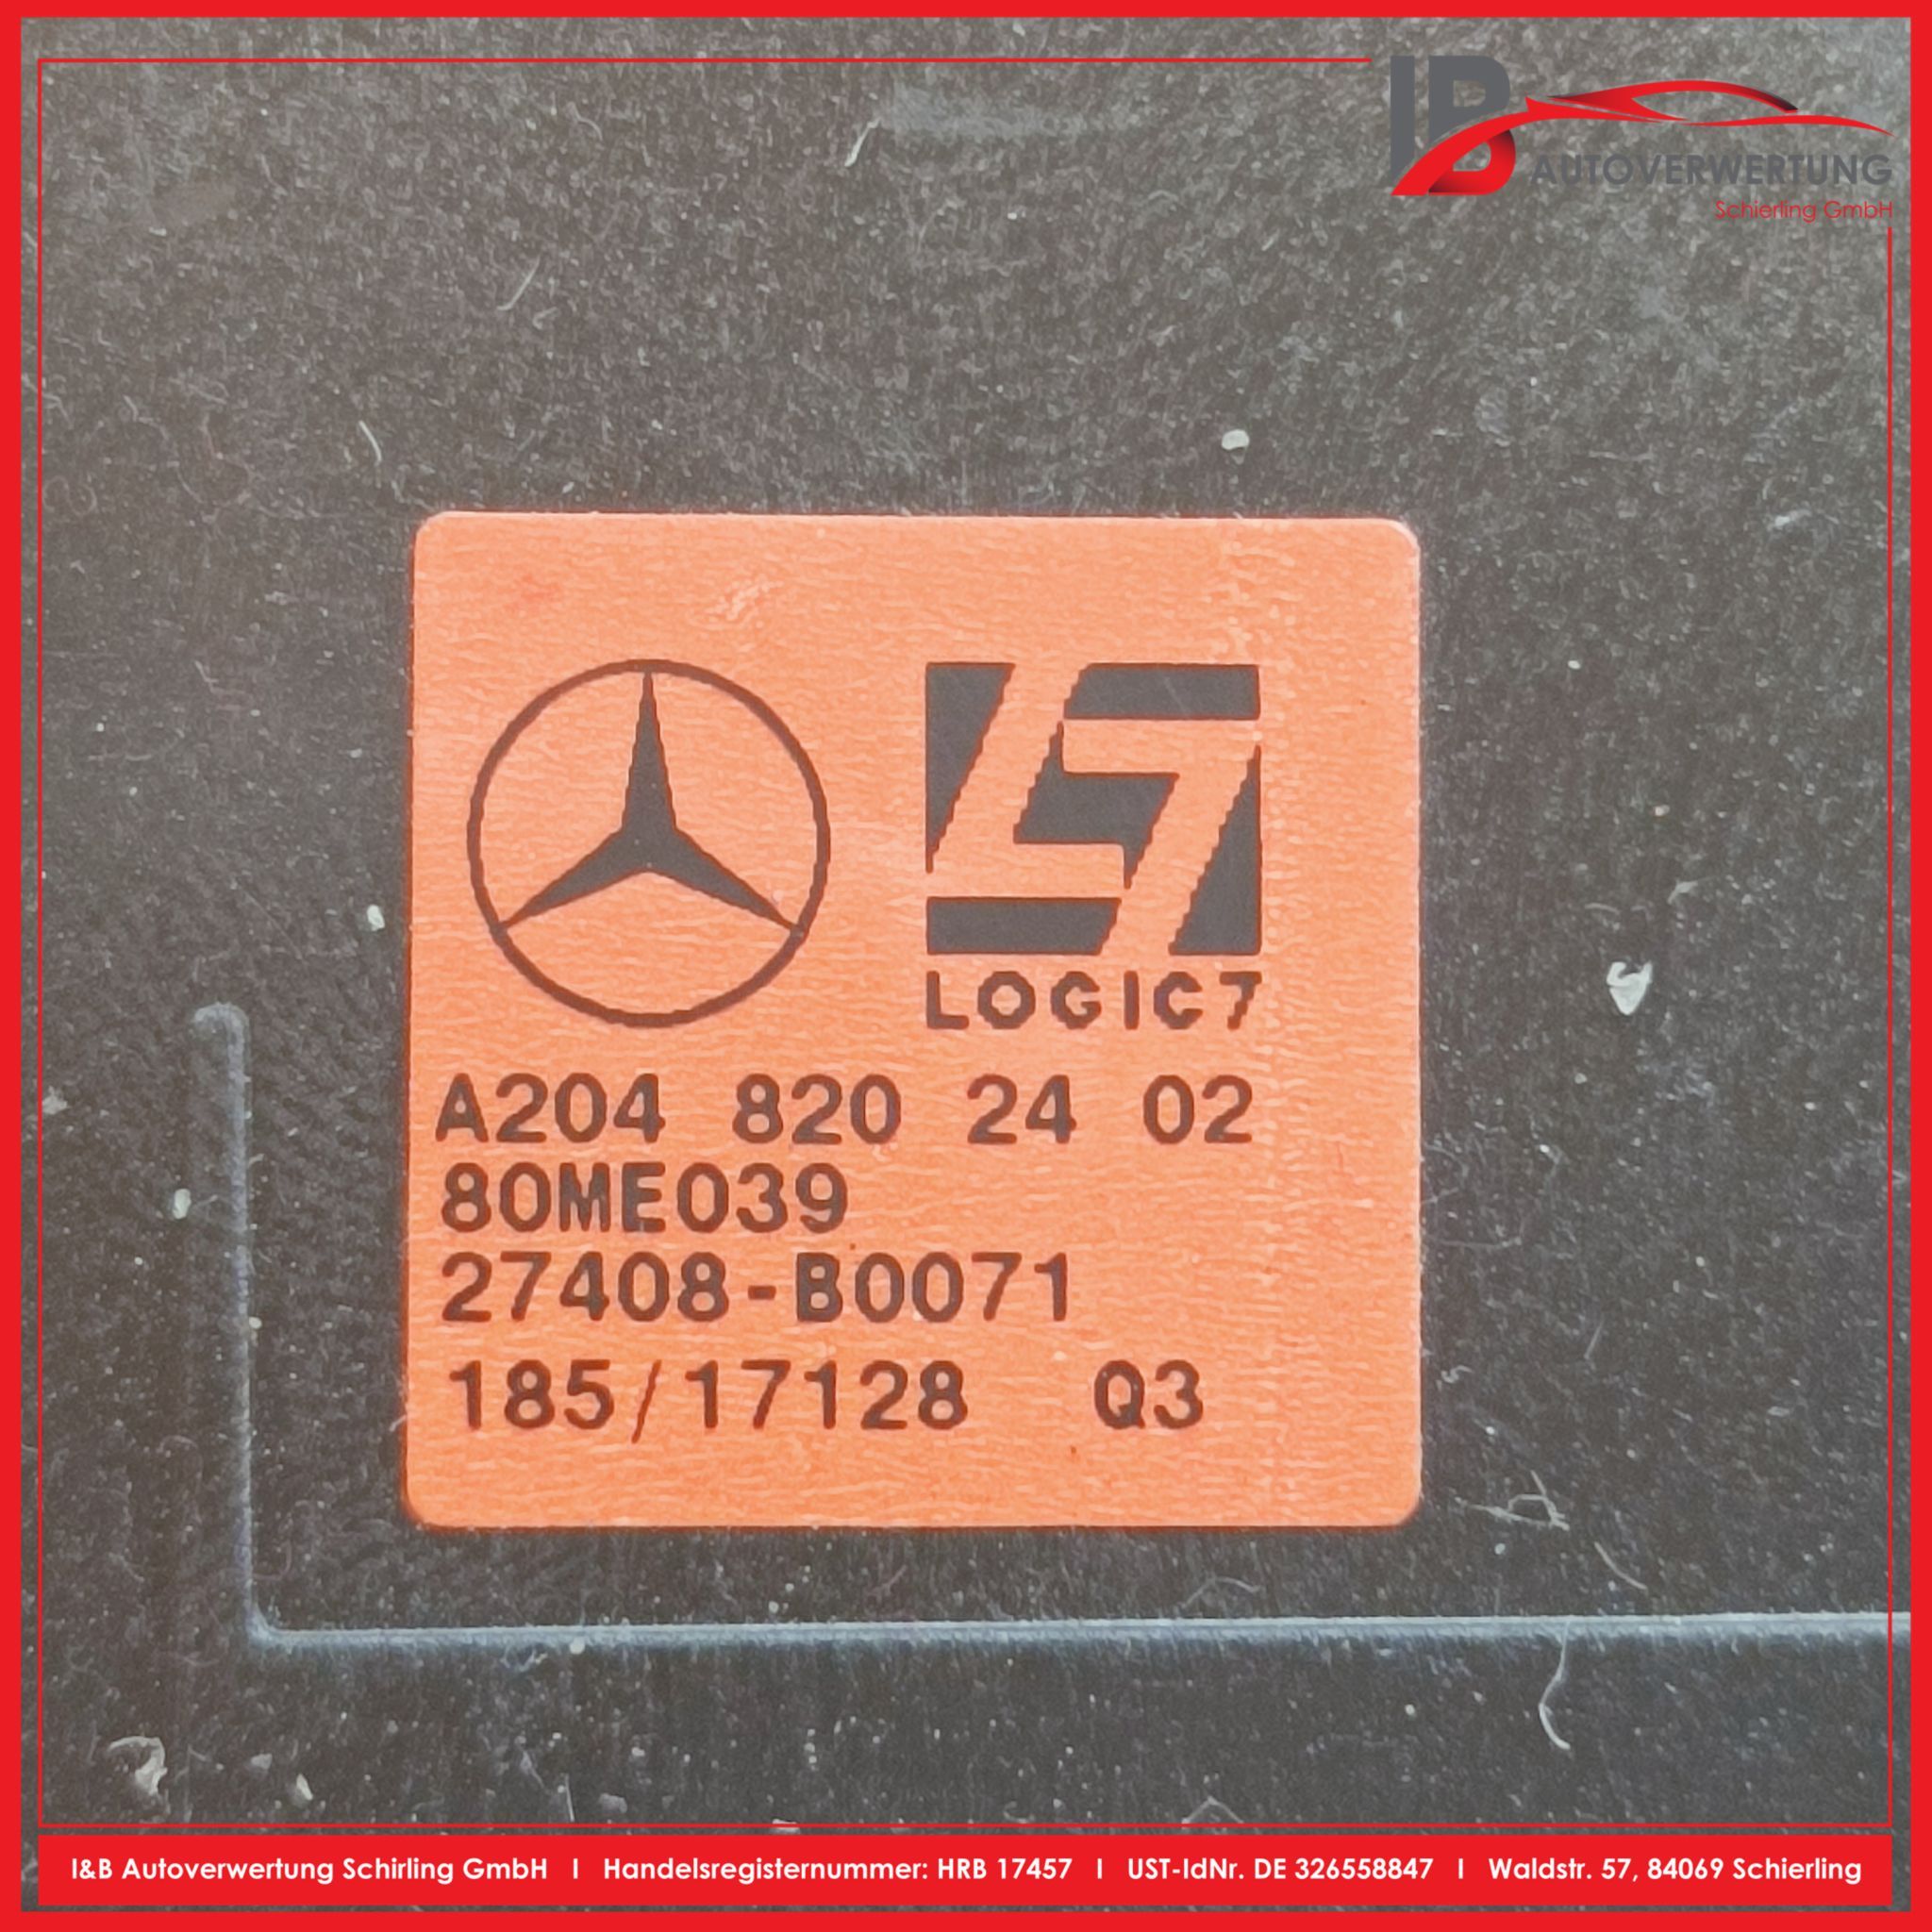 IB
AUTOVERWERTUNG
Schierling GmbH
L7
LOGIC7
A204 820 24 02
80ME039
27408-B0071
185/17128 Q3
I&B Autoverwertung Schirling GmbH I Handelsregisternummer: HRB 17457 I UST-IdNr. DE 326558847 I Waldstr. 57, 84069 Schierling